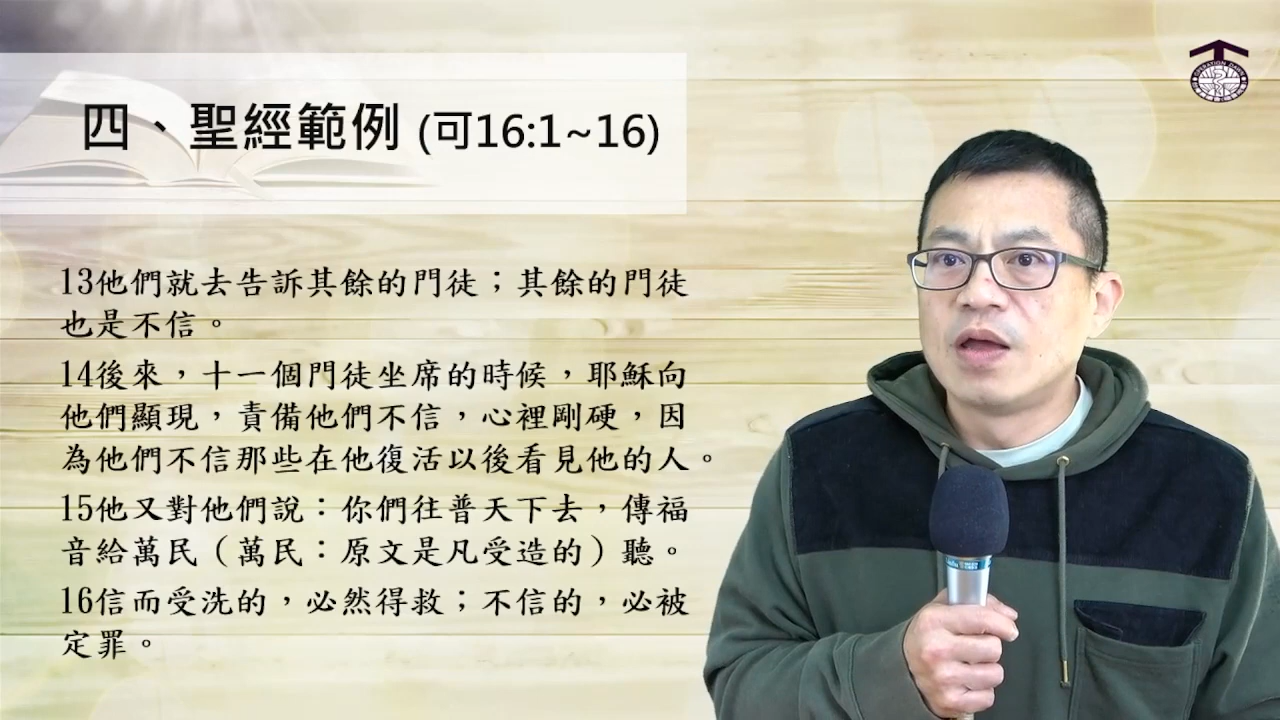 四、聖經範例 (可16:1~16)
13他們就去告訴其餘的門徒；其餘的門徒
也是不信。
14後來，十一個門徒坐席的時候，耶穌向
他們顯現，責備他們不信，心裡剛硬，因
為他們不信那些在他復活以後看見他的人。
15他又對他們說：你們往普天下去，傳福
音給萬民（萬民：原文是凡受造的）聽。
16信而受洗的，必然得救；不信的，必被
定罪。